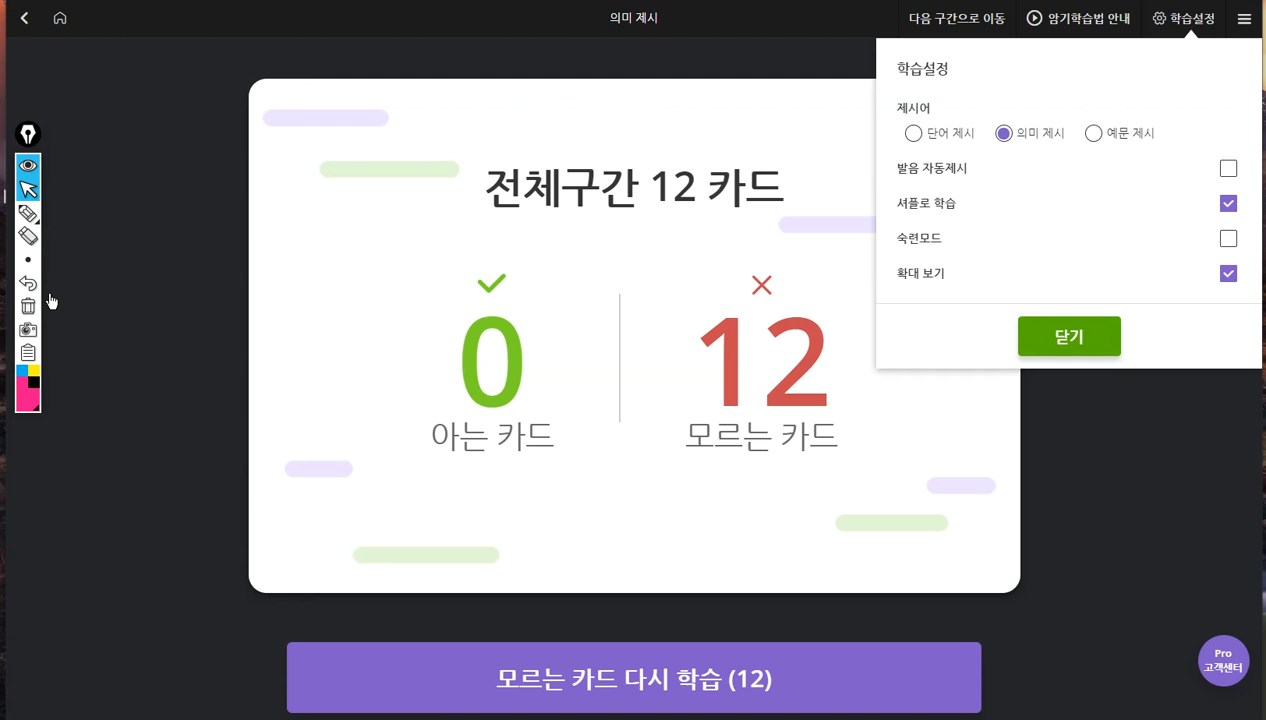 의미 제시
다음 구간으로 이동
암기학습법 안내
학습설정
학습설정
제시어
단어 제시
의미 제시
예문 제시
발음 자동제시
셔플로 학습
숙련모드
확대 보기
닫기
전체구간 12 카드
0
12
아는 카드
모르는 카드
모르는 카드 다시 학습 (12)
Pro
고객센터